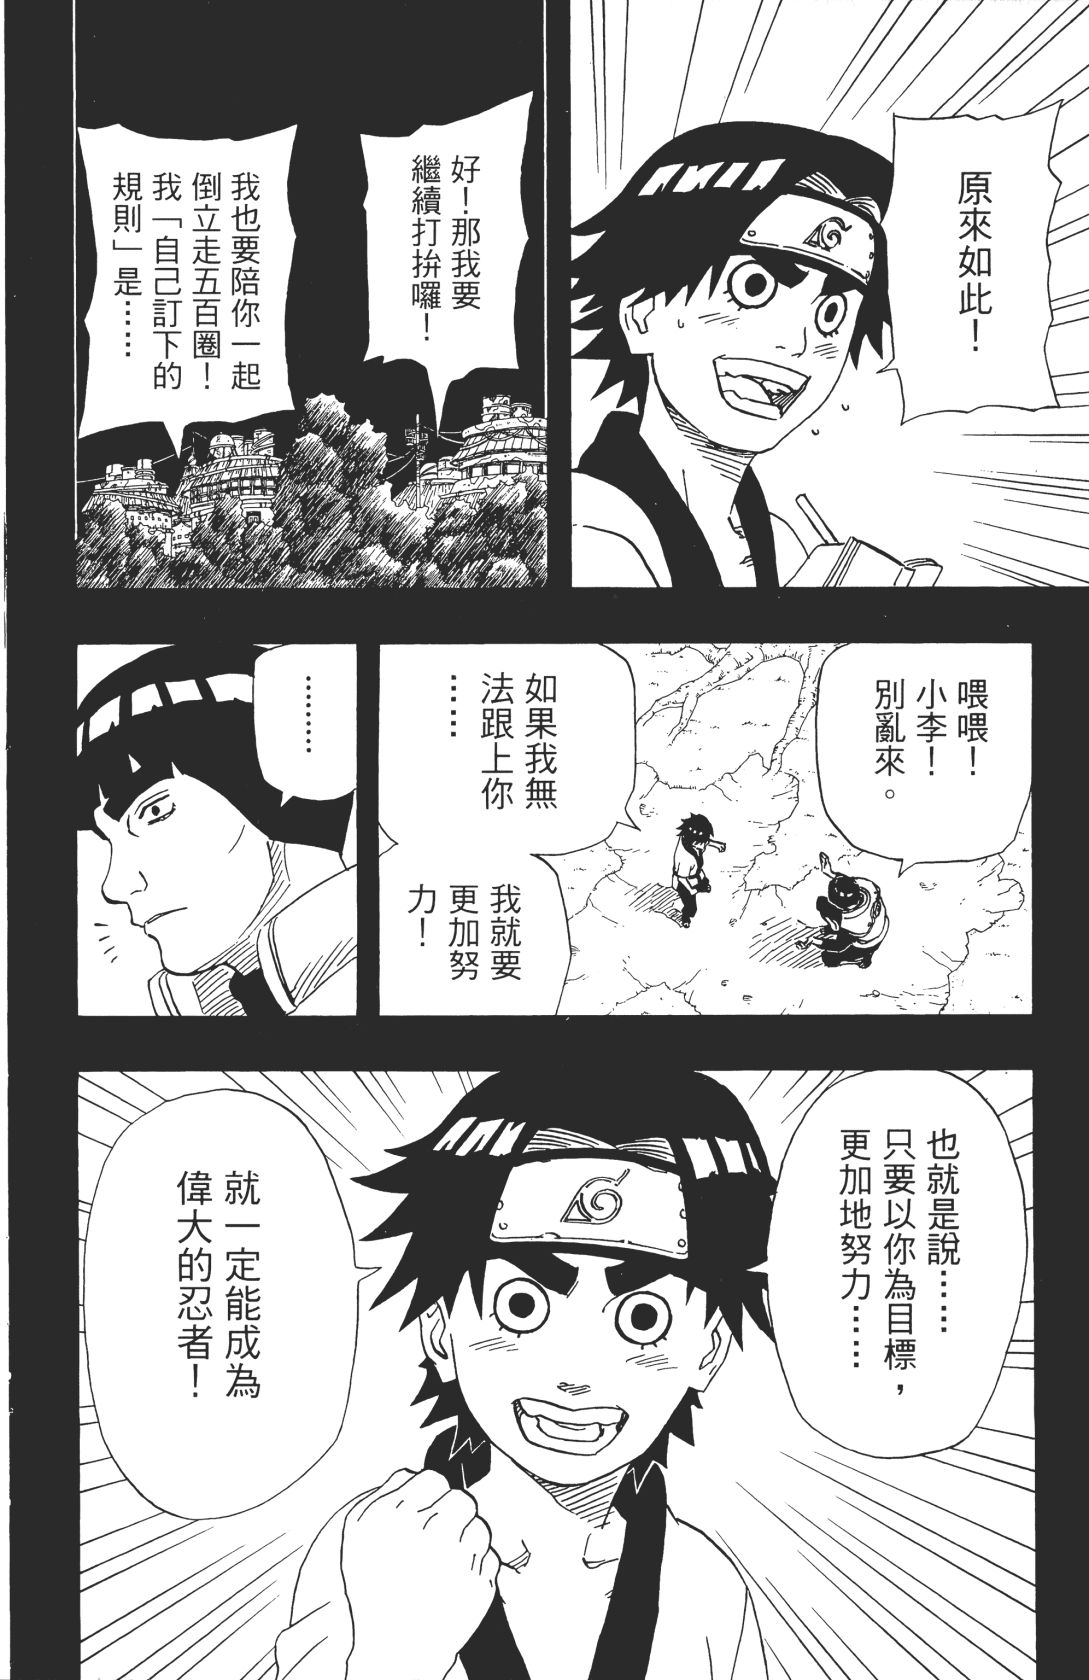 原來如此！
好！那我要
繼續打拚囉！
我也要陪你一起
倒立走五百圈！
我「自己訂下的
規則」是……
喂喂！
小李！
別亂來。
如果我無
法跟上你
……
我就要
更加努
力！
………
也就是說……
只要以你為目標，
更加地努力……
就一定能成為
偉大的忍者！